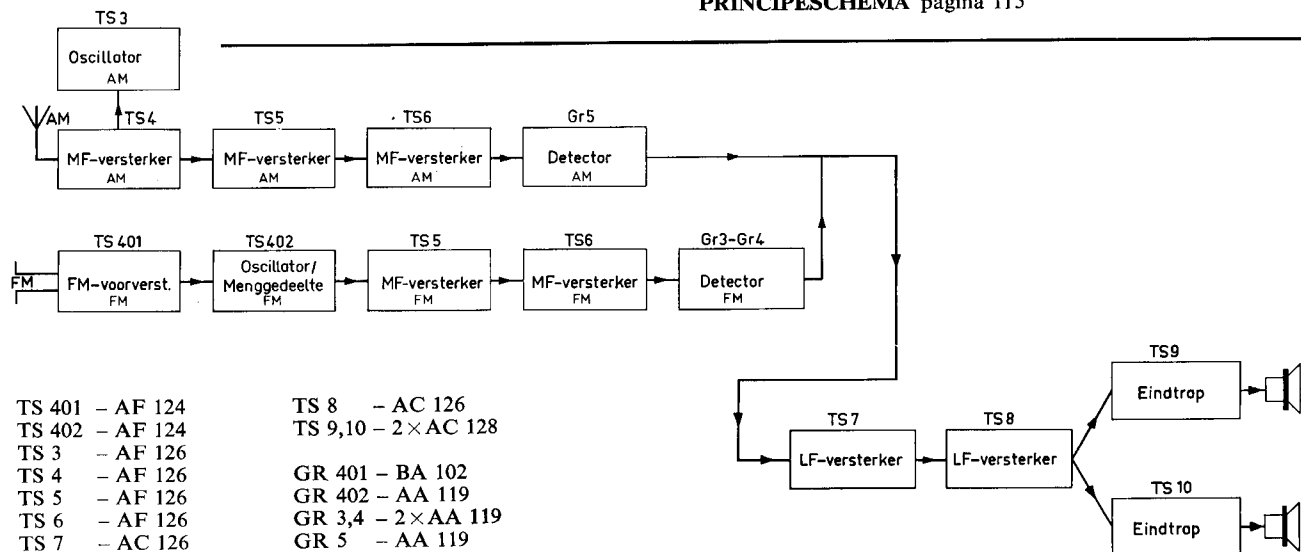 PRINCIPESCHEMA pagina 115
TS3
Oscillator
AM
AM
TS4
MF-versterker
AM
TS5
MF-versterker
AM
TS6
MF-versterker
AM
Gr5
Detector
AM
FM
TS401
FM-voorverst.
FM
TS402
Oscillator/
Menggedeelte
FM
TS5
MF-versterker
FM
TS6
MF-versterker
FM
Gr3-Gr4
Detector
FM
TS7
LF-versterker
TS8
LF-versterker
TS9
Eindtrap
TS10
Eindtrap
TS 401 – AF 124
TS 402 – AF 124
TS 3 – AF 126
TS 4 – AF 126
TS 5 – AF 126
TS 6 – AF 126
TS 7 – AC 126
TS 8 – AC 126
TS 9,10 – 2×AC 128
GR 401 – BA 102
GR 402 – AA 119
GR 3,4 – 2×AA 119
GR 5 – AA 119